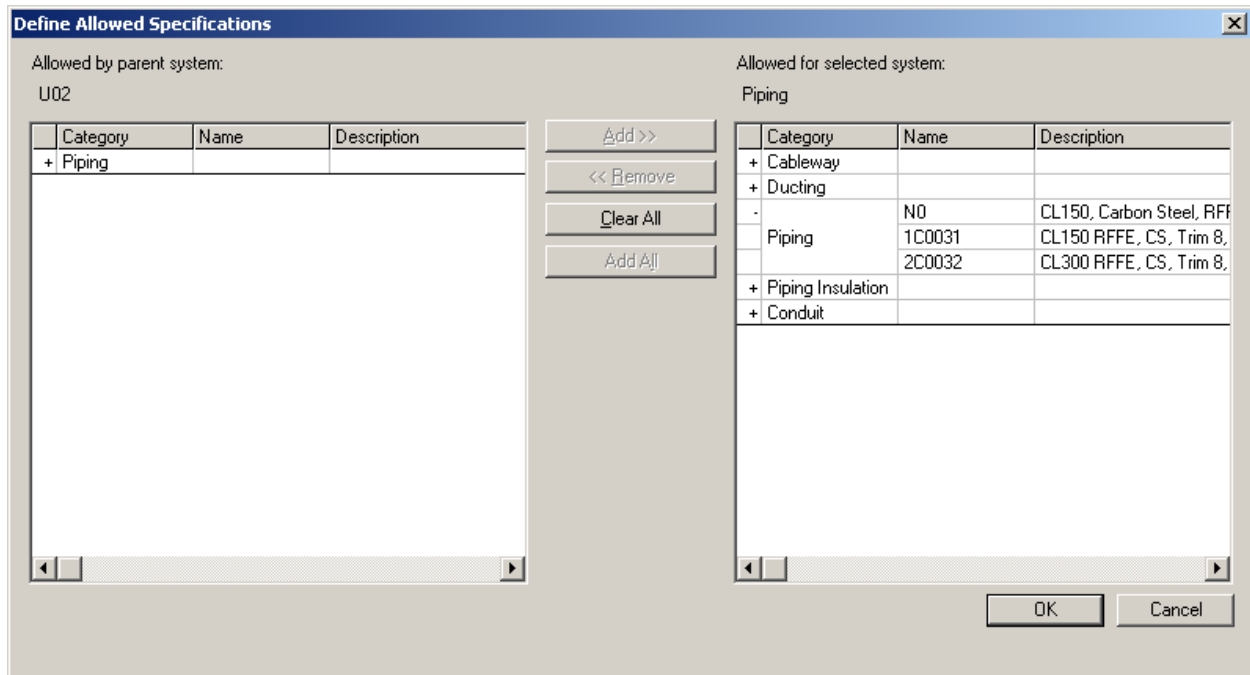 Define Allowed Specifications
Allowed by parent system:
U02
Category Name Description
+ Piping
Add >>
<< Remove
Clear All
Add All
Allowed for selected system:
Piping
Category Name Description
+ Cableway
+ Ducting
- Piping N0 CL150, Carbon Steel, RFF
1C0031 CL150 RFFE, CS, Trim 8,
2C0032 CL300 RFFE, CS, Trim 8,
+ Piping Insulation
+ Conduit
OK Cancel